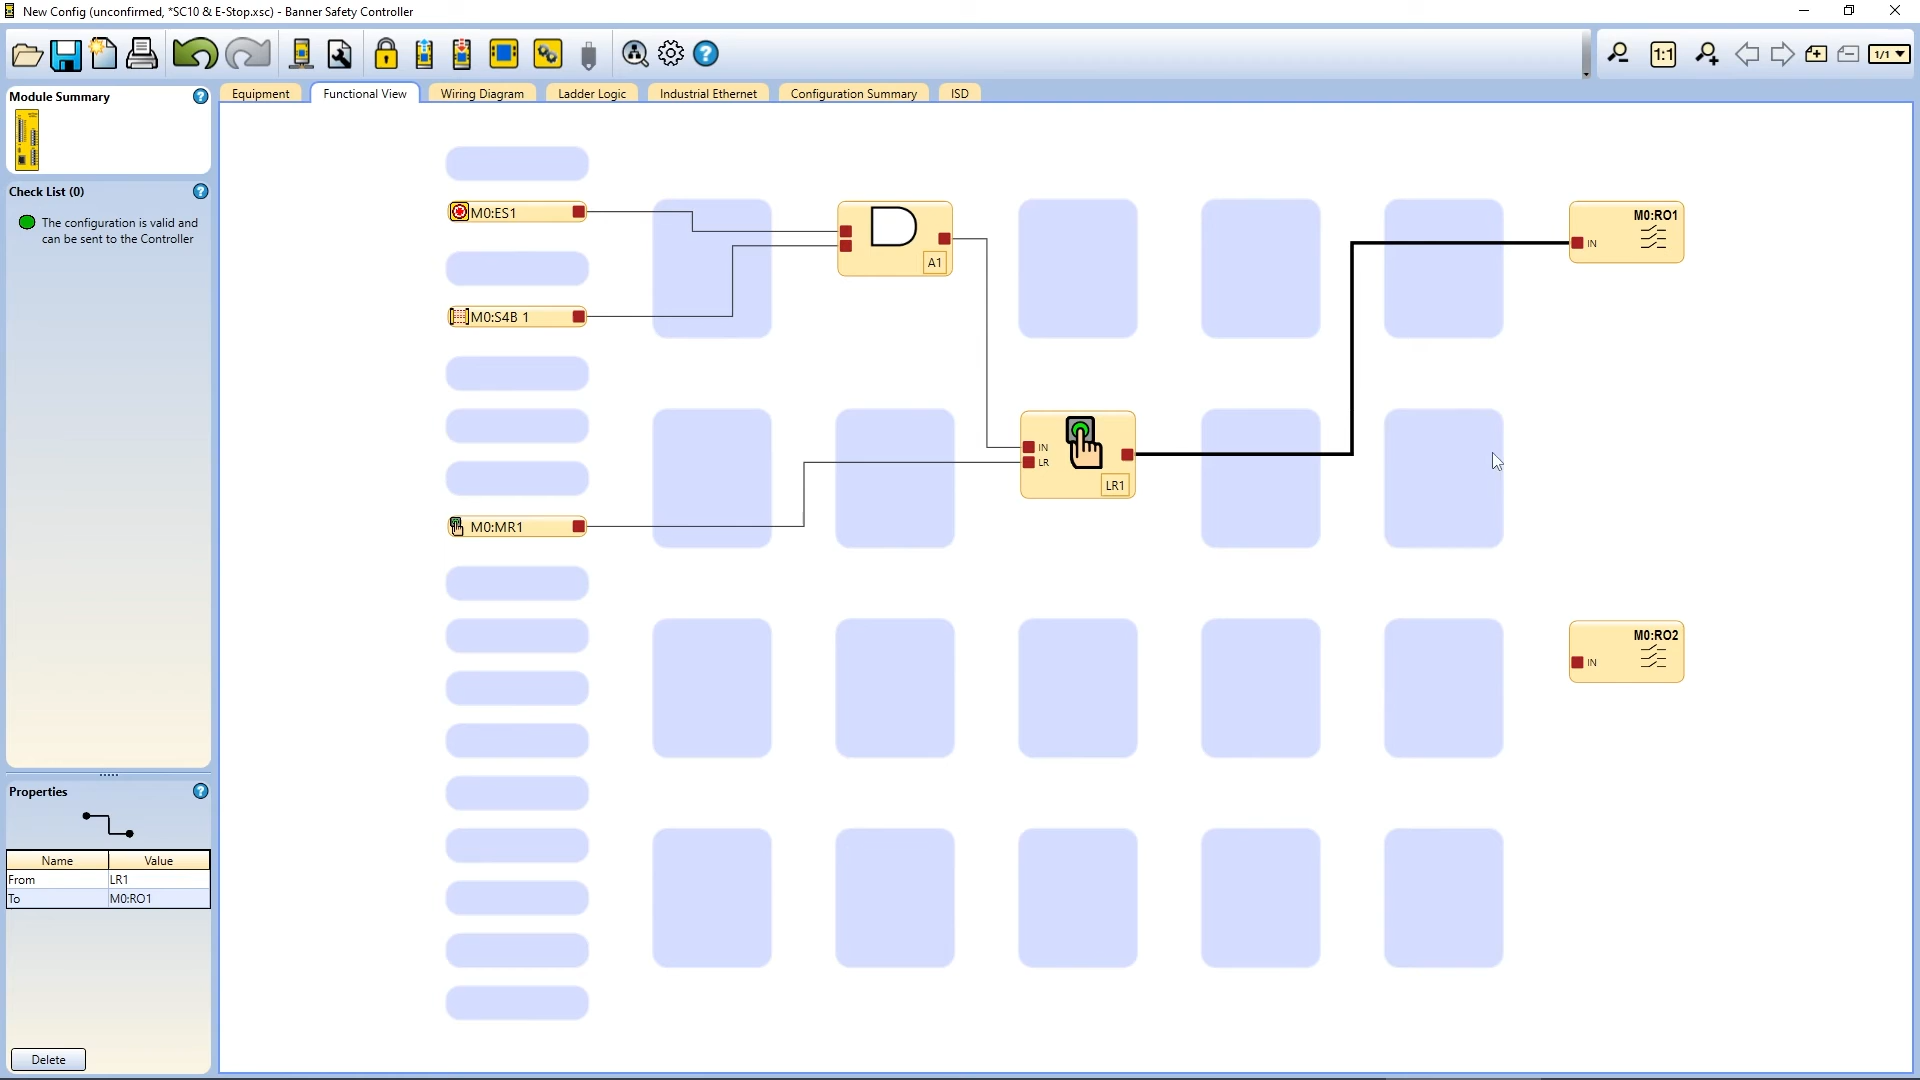 New Config (unconfirmed, *SC10 & E-Stop.xsc) - Banner Safety Controller
1:1
1/1
Module Summary
Equipment
Functional View
Wiring Diagram
Ladder Logic
Industrial Ethernet
Configuration Summary
ISD
Check List (0)
The configuration is valid and
can be sent to the Controller
M0:ES1
M0:S4B 1
M0:MR1
A1
IN
LR
LR1
M0:RO1
IN
M0:RO2
IN
Properties
Name Value
From LR1
To M0:RO1
Delete